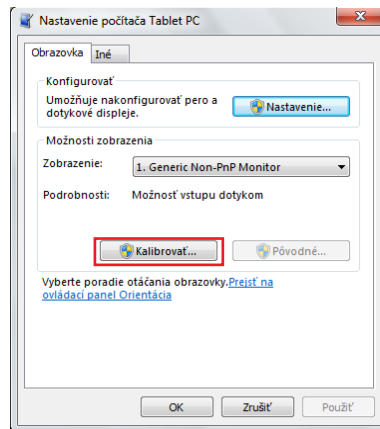 Nastavenie počítača Tablet PC
Obrazovka Iné
Konfigurovať
Umožňuje nakonfigurovať pero a
dotykové displeje.
Nastavenie...
Možnosti zobrazenia
Zobrazenie: 1. Generic Non-PnP Monitor
Podrobnosti: Možnosť vstupu dotykom
Kalibrovať... Pôvodné...
Vyberte poradie otáčania obrazovky.Prejsť na
ovládací panel Orientácia
OK Zrušiť Použiť